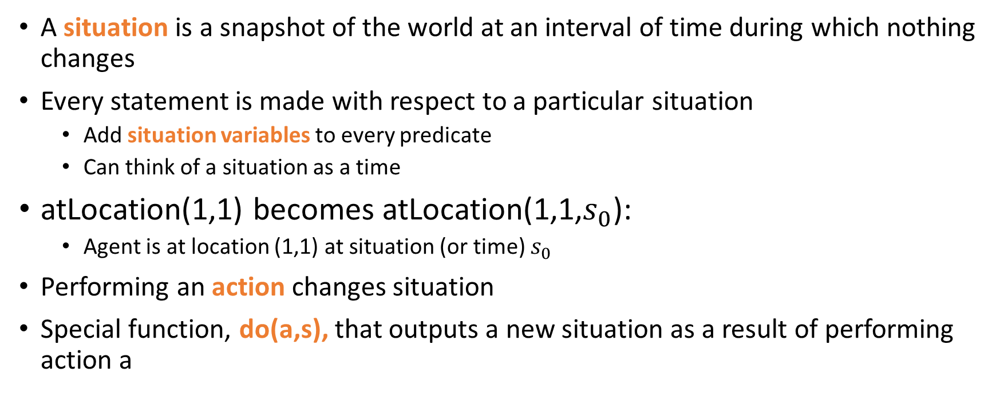 • A situation is a snapshot of the world at an interval of time during which nothing
changes
• Every statement is made with respect to a particular situation
• Add situation variables to every predicate
• Can think of a situation as a time
• atLocation(1,1) becomes atLocation(1,1,s₀):
• Agent is at location (1,1) at situation (or time) s₀
• Performing an action changes situation
• Special function, do(a,s), that outputs a new situation as a result of performing
action a